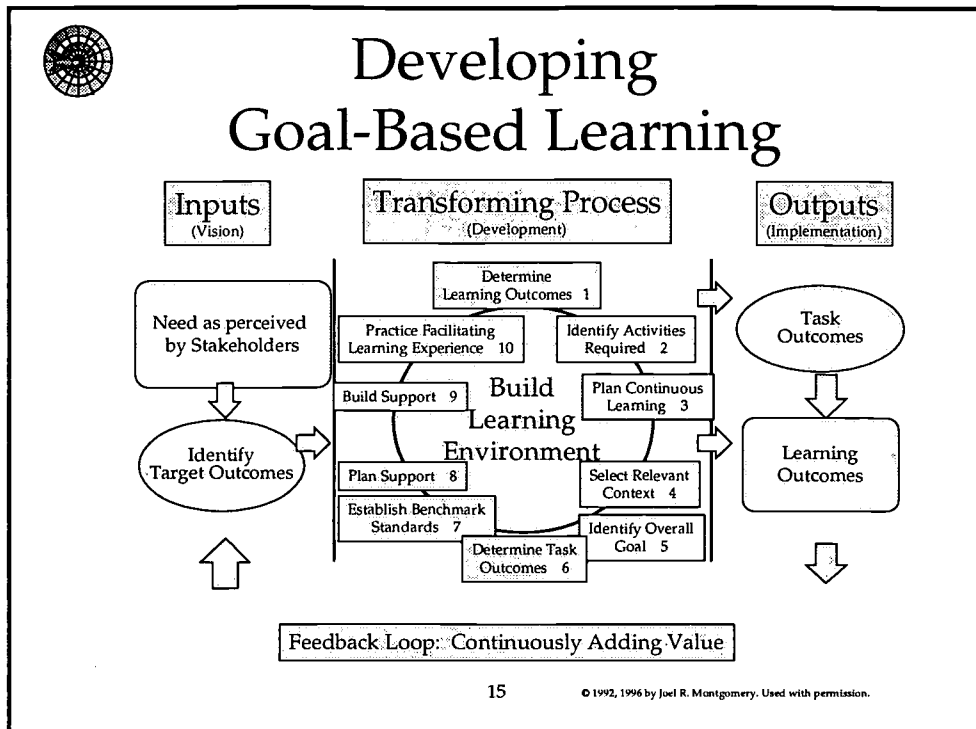 Developing
Goal-Based Learning
Inputs
(Vision)
Transforming Process
(Development)
Outputs
(Implementation)
Need as perceived
by Stakeholders
Identify
Target Outcomes
Determine
Learning Outcomes 1
Identify Activities
Required 2
Plan Continuous
Learning 3
Select Relevant
Context 4
Identify Overall
Goal 5
Determine Task
Outcomes 6
Establish Benchmark
Standards 7
Plan Support 8
Build Support 9
Practice Facilitating
Learning Experience 10
Build
Learning
Environment
Task
Outcomes
Learning
Outcomes
Feedback Loop: Continuously Adding Value
15
© 1992, 1996 by Joel R. Montgomery. Used with permission.